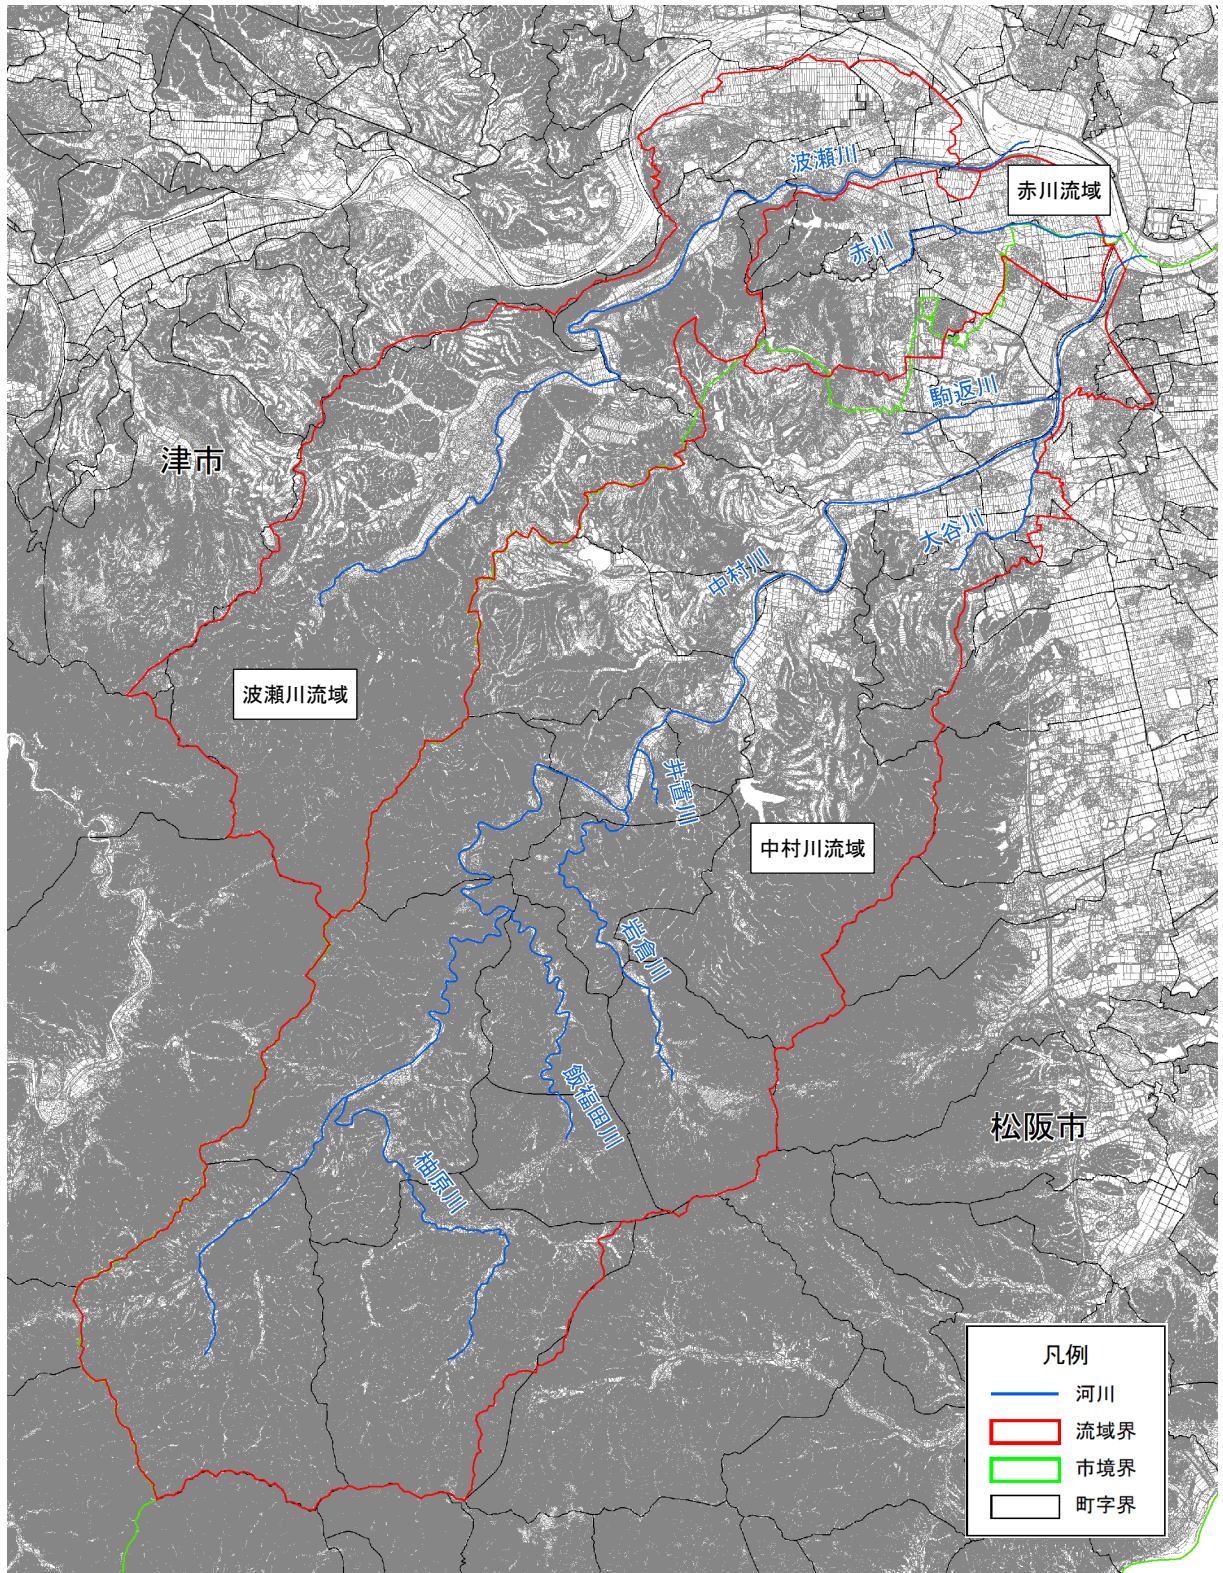 波瀬川
赤川流域
赤川
駒返川
津市
大谷川
中村川
波瀬川流域
井置川
中村川流域
岩倉川
飯福田川
松阪市
柚原川
凡例
河川
流域界
市境界
町字界